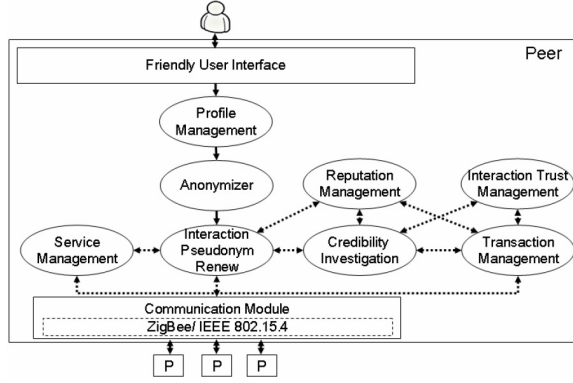 Peer
Friendly User Interface
Profile
Management
Anonymizer
Reputation
Management
Interaction Trust
Management
Service
Management
Interaction
Pseudonym
Renew
Credibility
Investigation
Transaction
Management
Communication Module
ZigBee/ IEEE 802.15.4
P
P
P